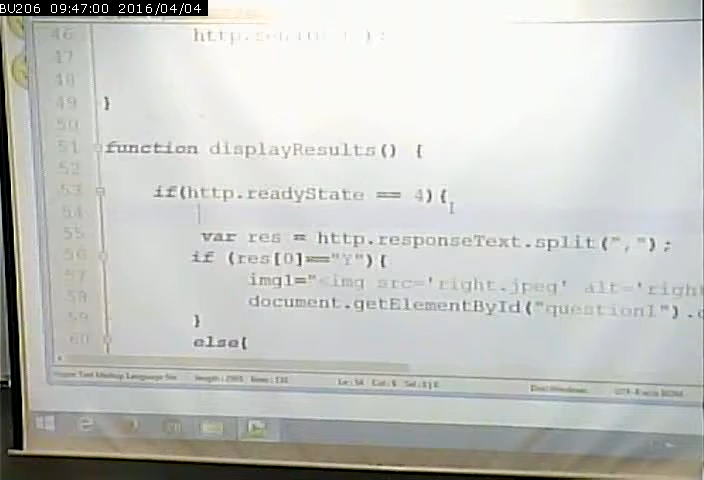 BU206 09:47:00 2016/04/04
46
47
48
49 }
50
51 function displayResults() {
52
53 if(http.readyState == 4){
54
55 var res = http.responseText.split(",");
56 if (res[0]=="Y"){
57 img1="<img src='right.jpeg' alt='right
58 document.getElementById("question1").
59 }
60 else{